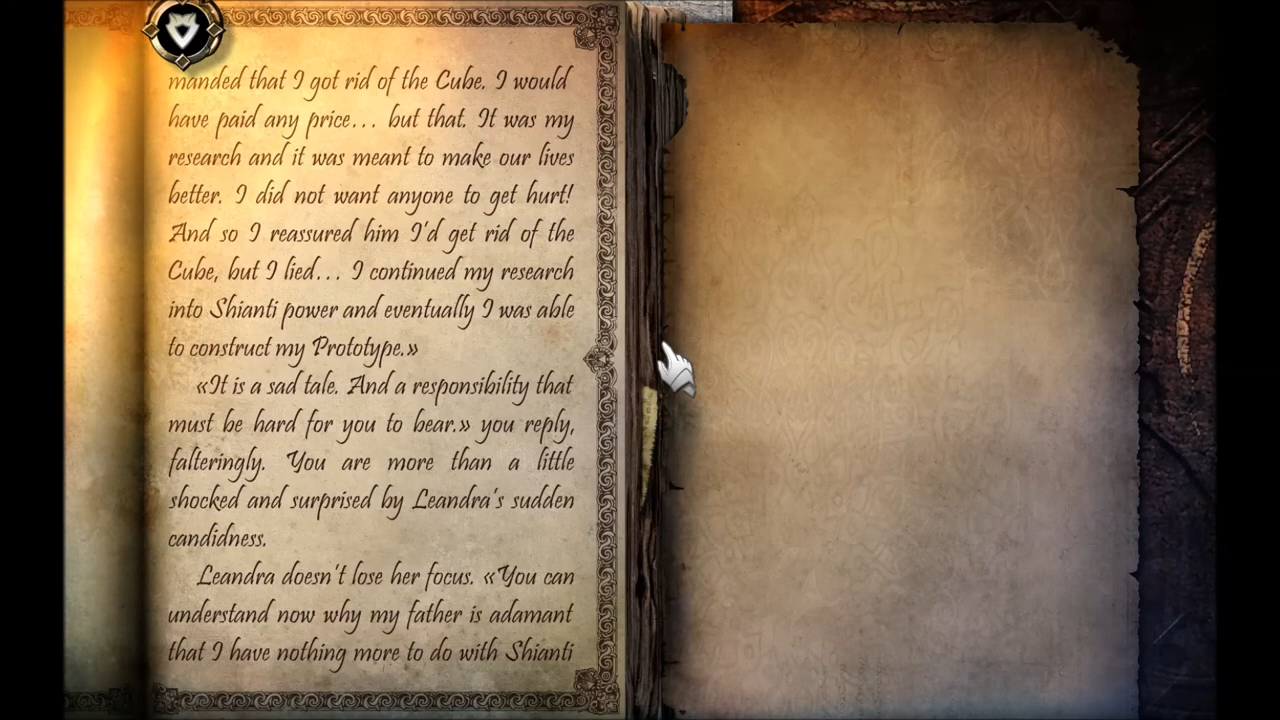 manded that I got rid of the Cube. I would
have paid any price... but that. It was my
research and it was meant to make our lives
better. I did not want anyone to get hurt!
And so I reassured him I'd get rid of the
Cube, but I lied... I continued my research
into Shianti power and eventually I was able
to construct my Prototype.»
«It is a sad tale. And a responsibility that
must be hard for you to bear.» you reply,
falteringly. You are more than a little
shocked and surprised by Leandra's sudden
candidness.
Leandra doesn't lose her focus. «You can
understand now why my father is adamant
that I have nothing more to do with Shianti